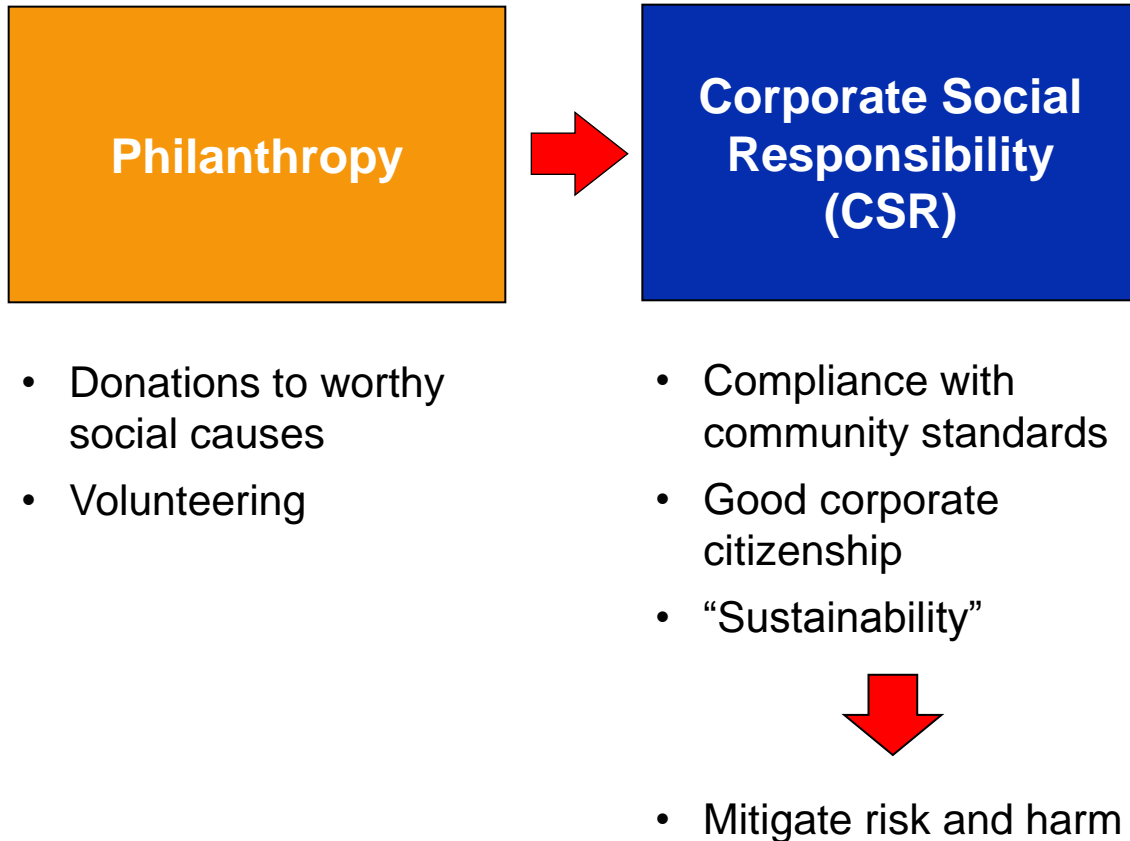 Philanthropy
Corporate Social
Responsibility
(CSR)
• Donations to worthy
social causes
• Volunteering
• Compliance with
community standards
• Good corporate
citizenship
• “Sustainability”
• Mitigate risk and harm